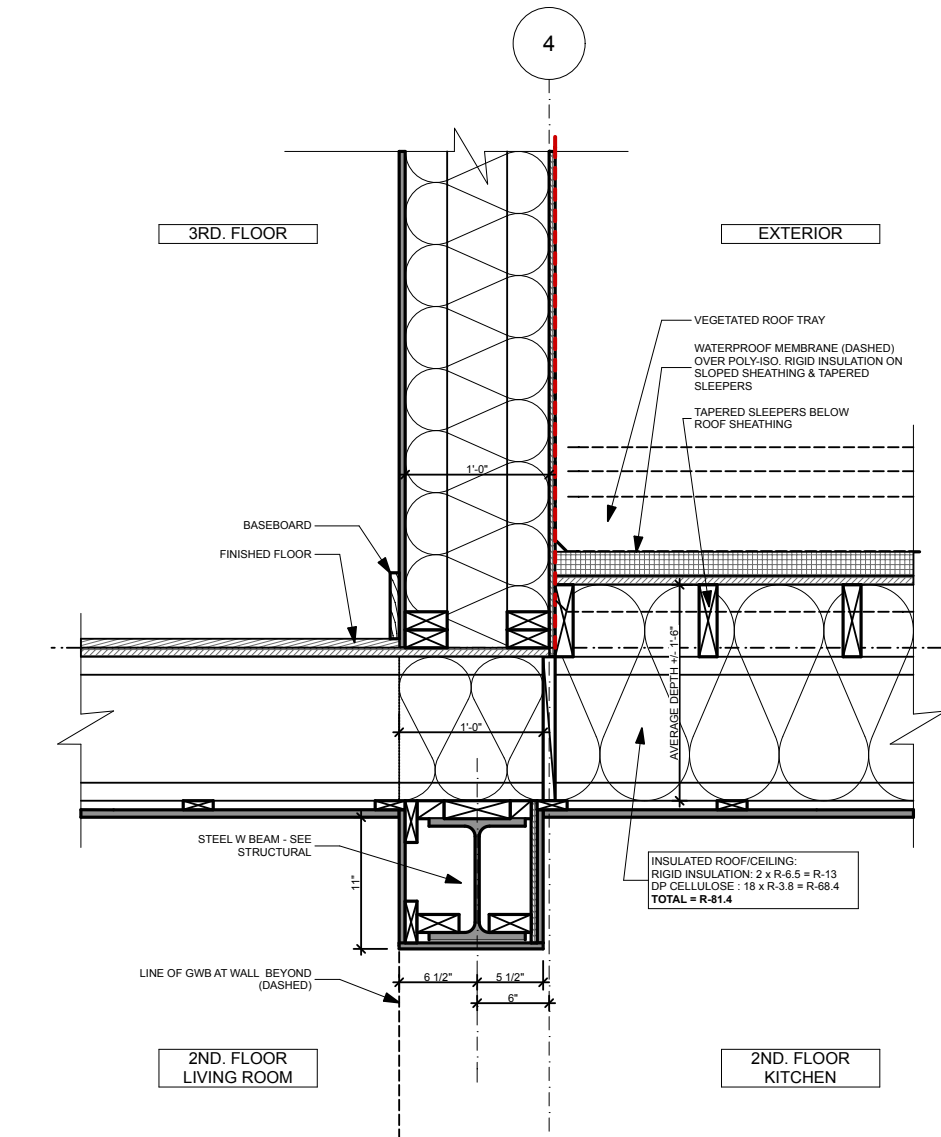 4
3RD. FLOOR
EXTERIOR
VEGETATED ROOF TRAY
WATERPROOF MEMBRANE (DASHED)
OVER POLY-ISO. RIGID INSULATION ON
SLOPED SHEATHING & TAPERED
SLEEPERS
TAPERED SLEEPERS BELOW
ROOF SHEATHING
1'-0"
BASEBOARD
FINISHED FLOOR
AVERAGE DEPTH +/- 1'-6"
1'-0"
STEEL W BEAM - SEE
STRUCTURAL
11"
INSULATED ROOF/CEILING:
RIGID INSULATION: 2 x R-6.5 = R-13
DP CELLULOSE : 18 x R-3.8 = R-68.4
TOTAL = R-81.4
LINE OF GWB AT WALL BEYOND
(DASHED)
6 1/2"
5 1/2"
6"
2ND. FLOOR
LIVING ROOM
2ND. FLOOR
KITCHEN